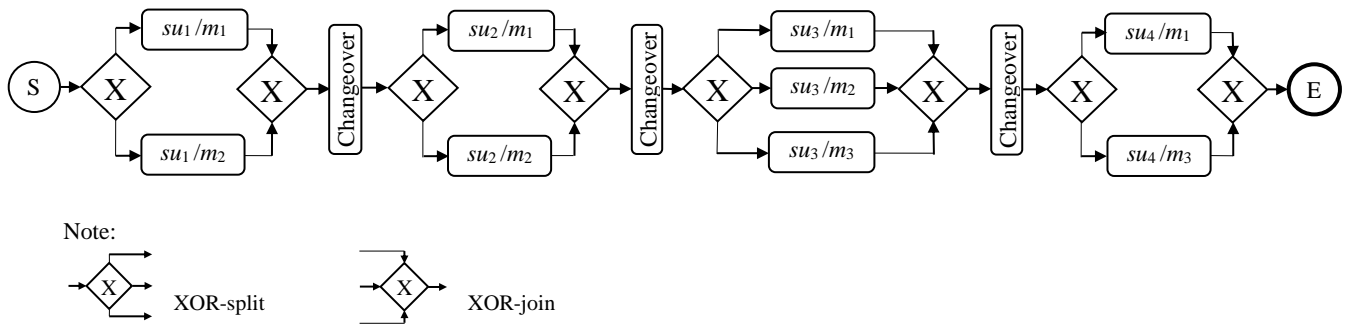 S
X
su1/m1
su1/m2
X
Changeover
X
su2/m1
su2/m2
X
Changeover
X
su3/m1
su3/m2
su3/m3
X
Changeover
X
su4/m1
su4/m3
X
E
Note:
X
XOR-split
X
XOR-join